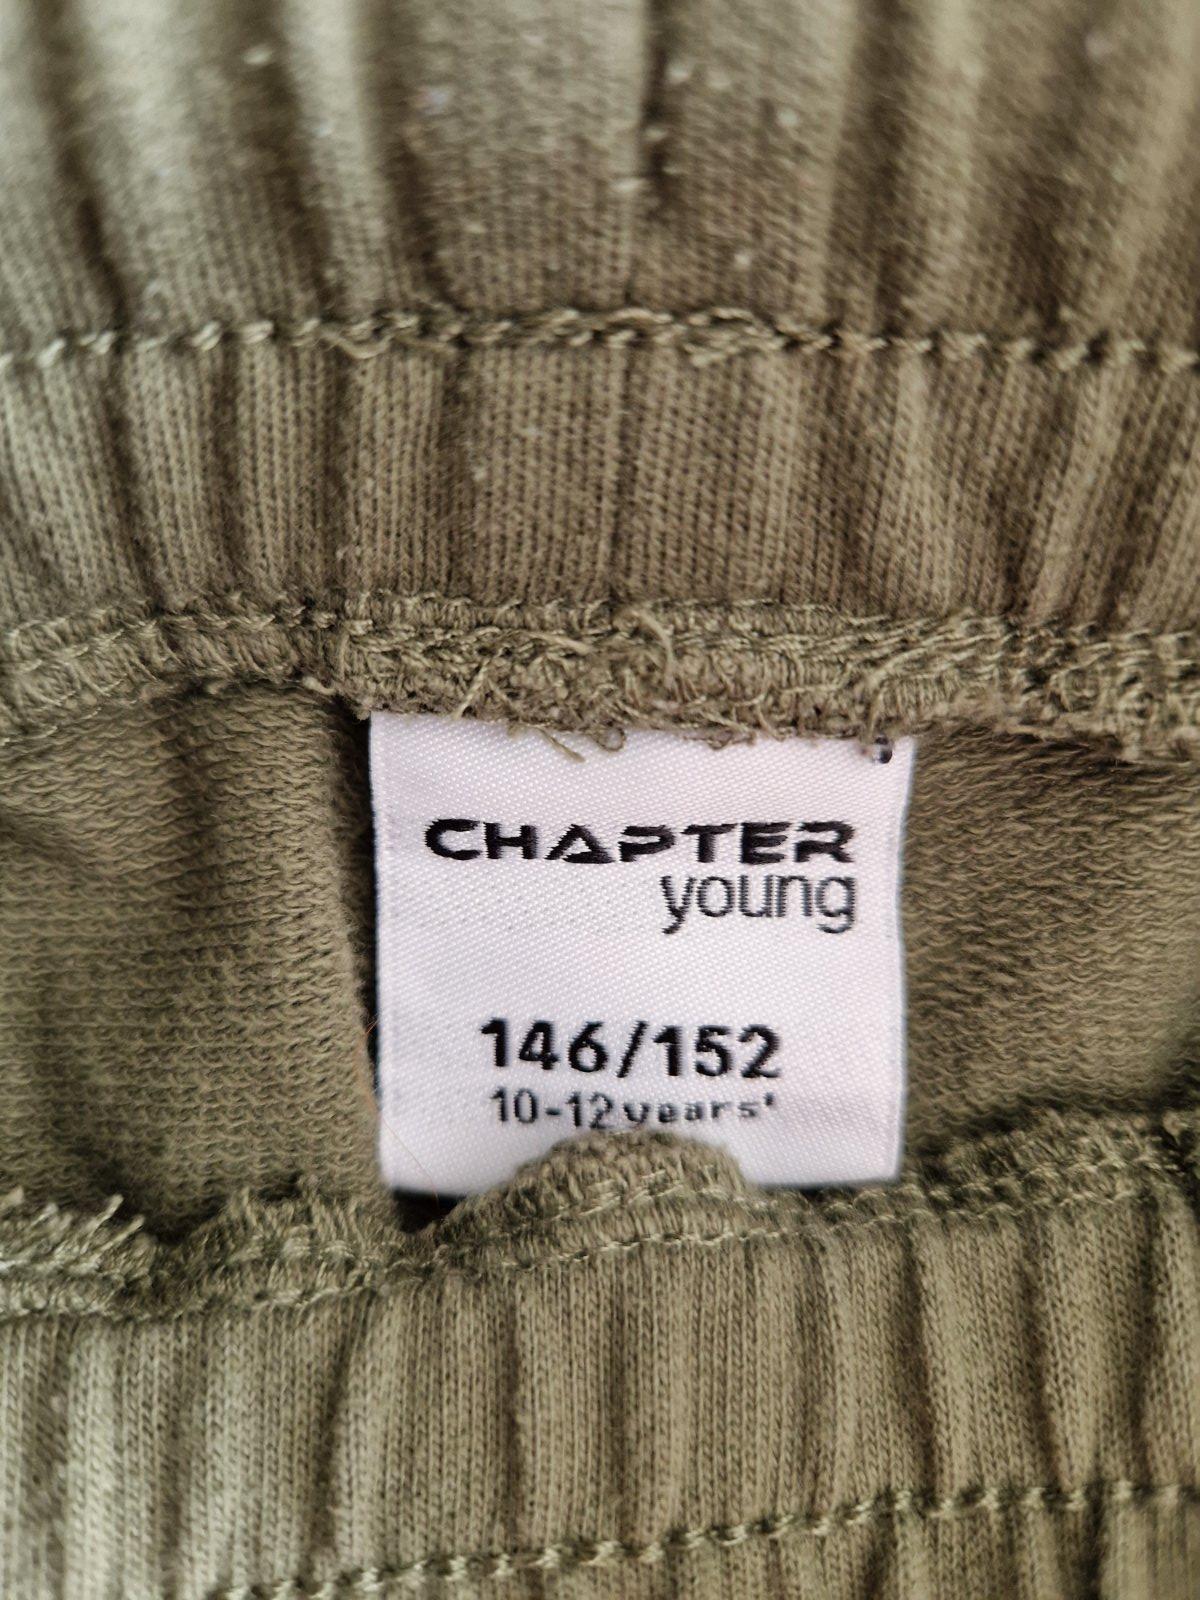 CHAPTER
young
146/152
10-12 years'